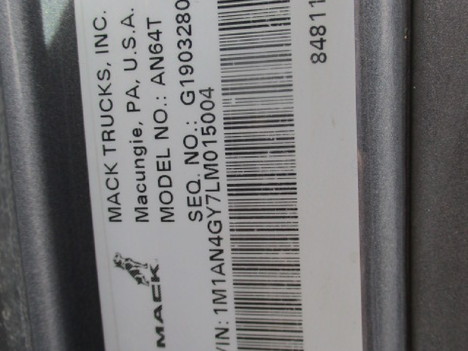 MACK TRUCKS, INC.
Macungie, PA, U.S.A.
MODEL NO.: AN64T
SEQ. NO.: G1903280
MACK
VIN: 1M1AN4GY7LM015004
84811